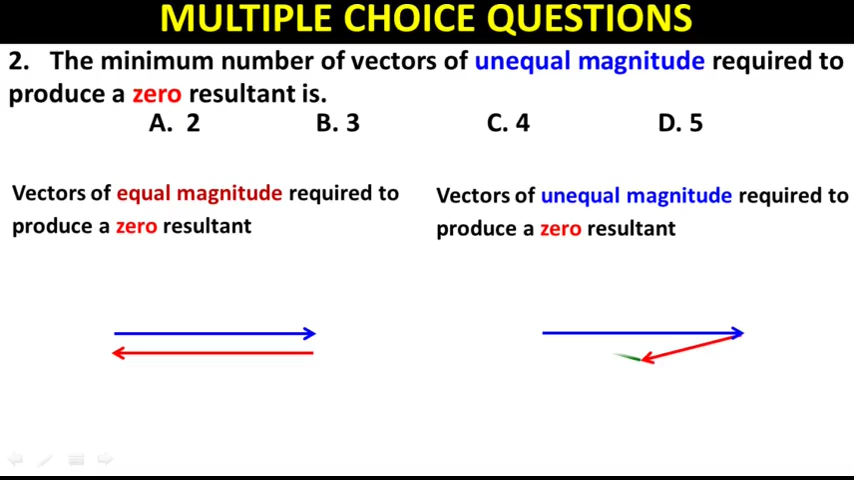 MULTIPLE CHOICE QUESTIONS
2. The minimum number of vectors of unequal magnitude required to
produce a zero resultant is.
A. 2 B. 3 C. 4 D. 5
Vectors of equal magnitude required to
produce a zero resultant
Vectors of unequal magnitude required to
produce a zero resultant